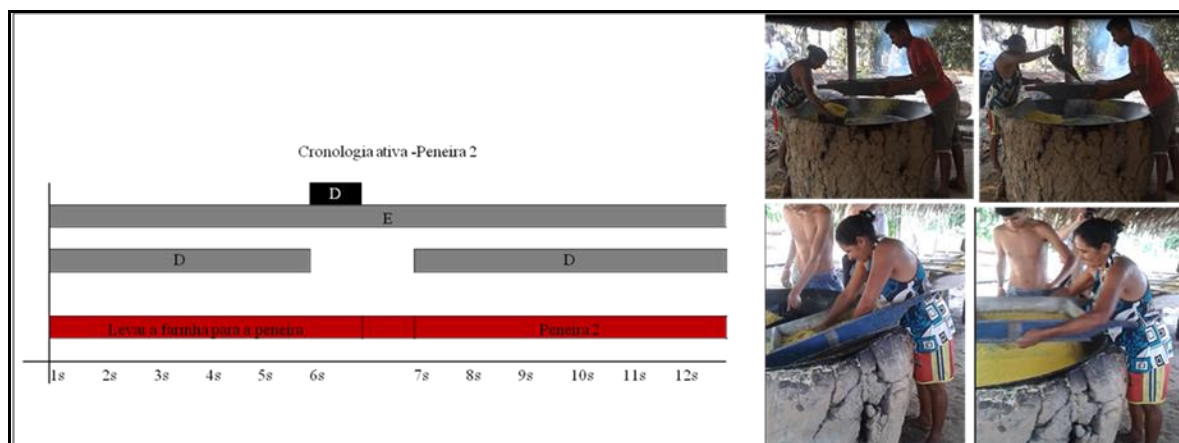 Cronologia ativa -Peneira 2
D
E
D D
Levar a farinha para a peneira Peneira 2
1s 2s 3s 4s 5s 6s 7s 8s 9s 10s 11s 12s